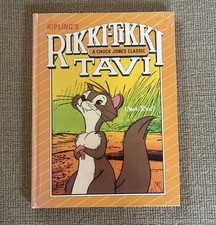 KIPLING'S
RIKKI-TIKKI
A CHUCK JONES CLASSIC
TAVI